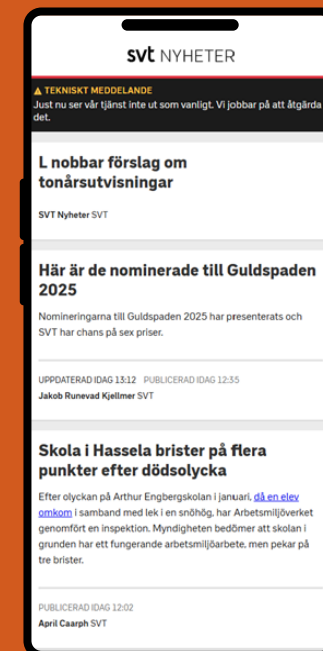 svt NYHETER
TEKNISKT MEDDELANDE
Just nu ser vår tjänst inte ut som vanligt. Vi jobbar på att åtgärda
det.
L nobbar förslag om
tonårsutvisningar
SVT Nyheter SVT
Här är de nominerade till Guldspaden
2025
Nomineringarna till Guldspaden 2025 har presenterats och
SVT har chans på sex priser.
UPPDATERAD IDAG 13:12 PUBLICERAD IDAG 12:35
Jakob Runevad Kjellmer SVT
Skola i Hassela brister på flera
punkter efter dödsolycka
Efter olyckan på Arthur Engbergskolan i januari, då en elev
omkom i samband med lek i en snöhög, har Arbetsmiljöverket
genomfört en inspektion. Myndigheten bedömer att skolan i
grunden har ett fungerande arbetsmiljöarbete, men pekar på
tre brister.
PUBLICERAD IDAG 12:02
April Caarph SVT